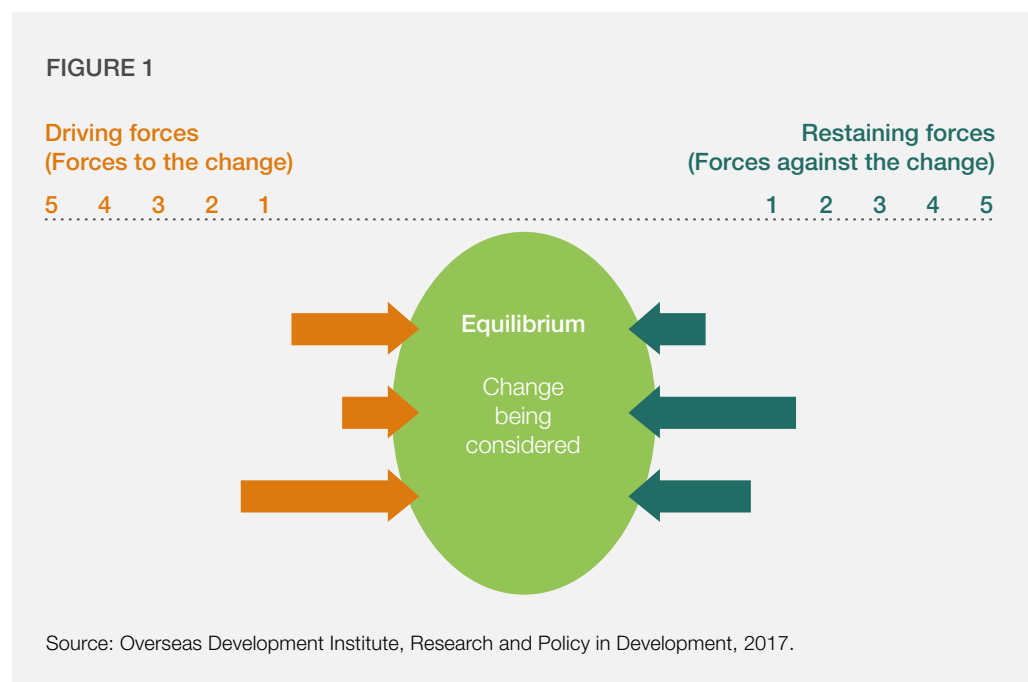 FIGURE 1
Driving forces
(Forces to the change)
Restaining forces
(Forces against the change)
5 4 3 2 1
1 2 3 4 5
Equilibrium
Change
being
considered
Source: Overseas Development Institute, Research and Policy in Development, 2017.